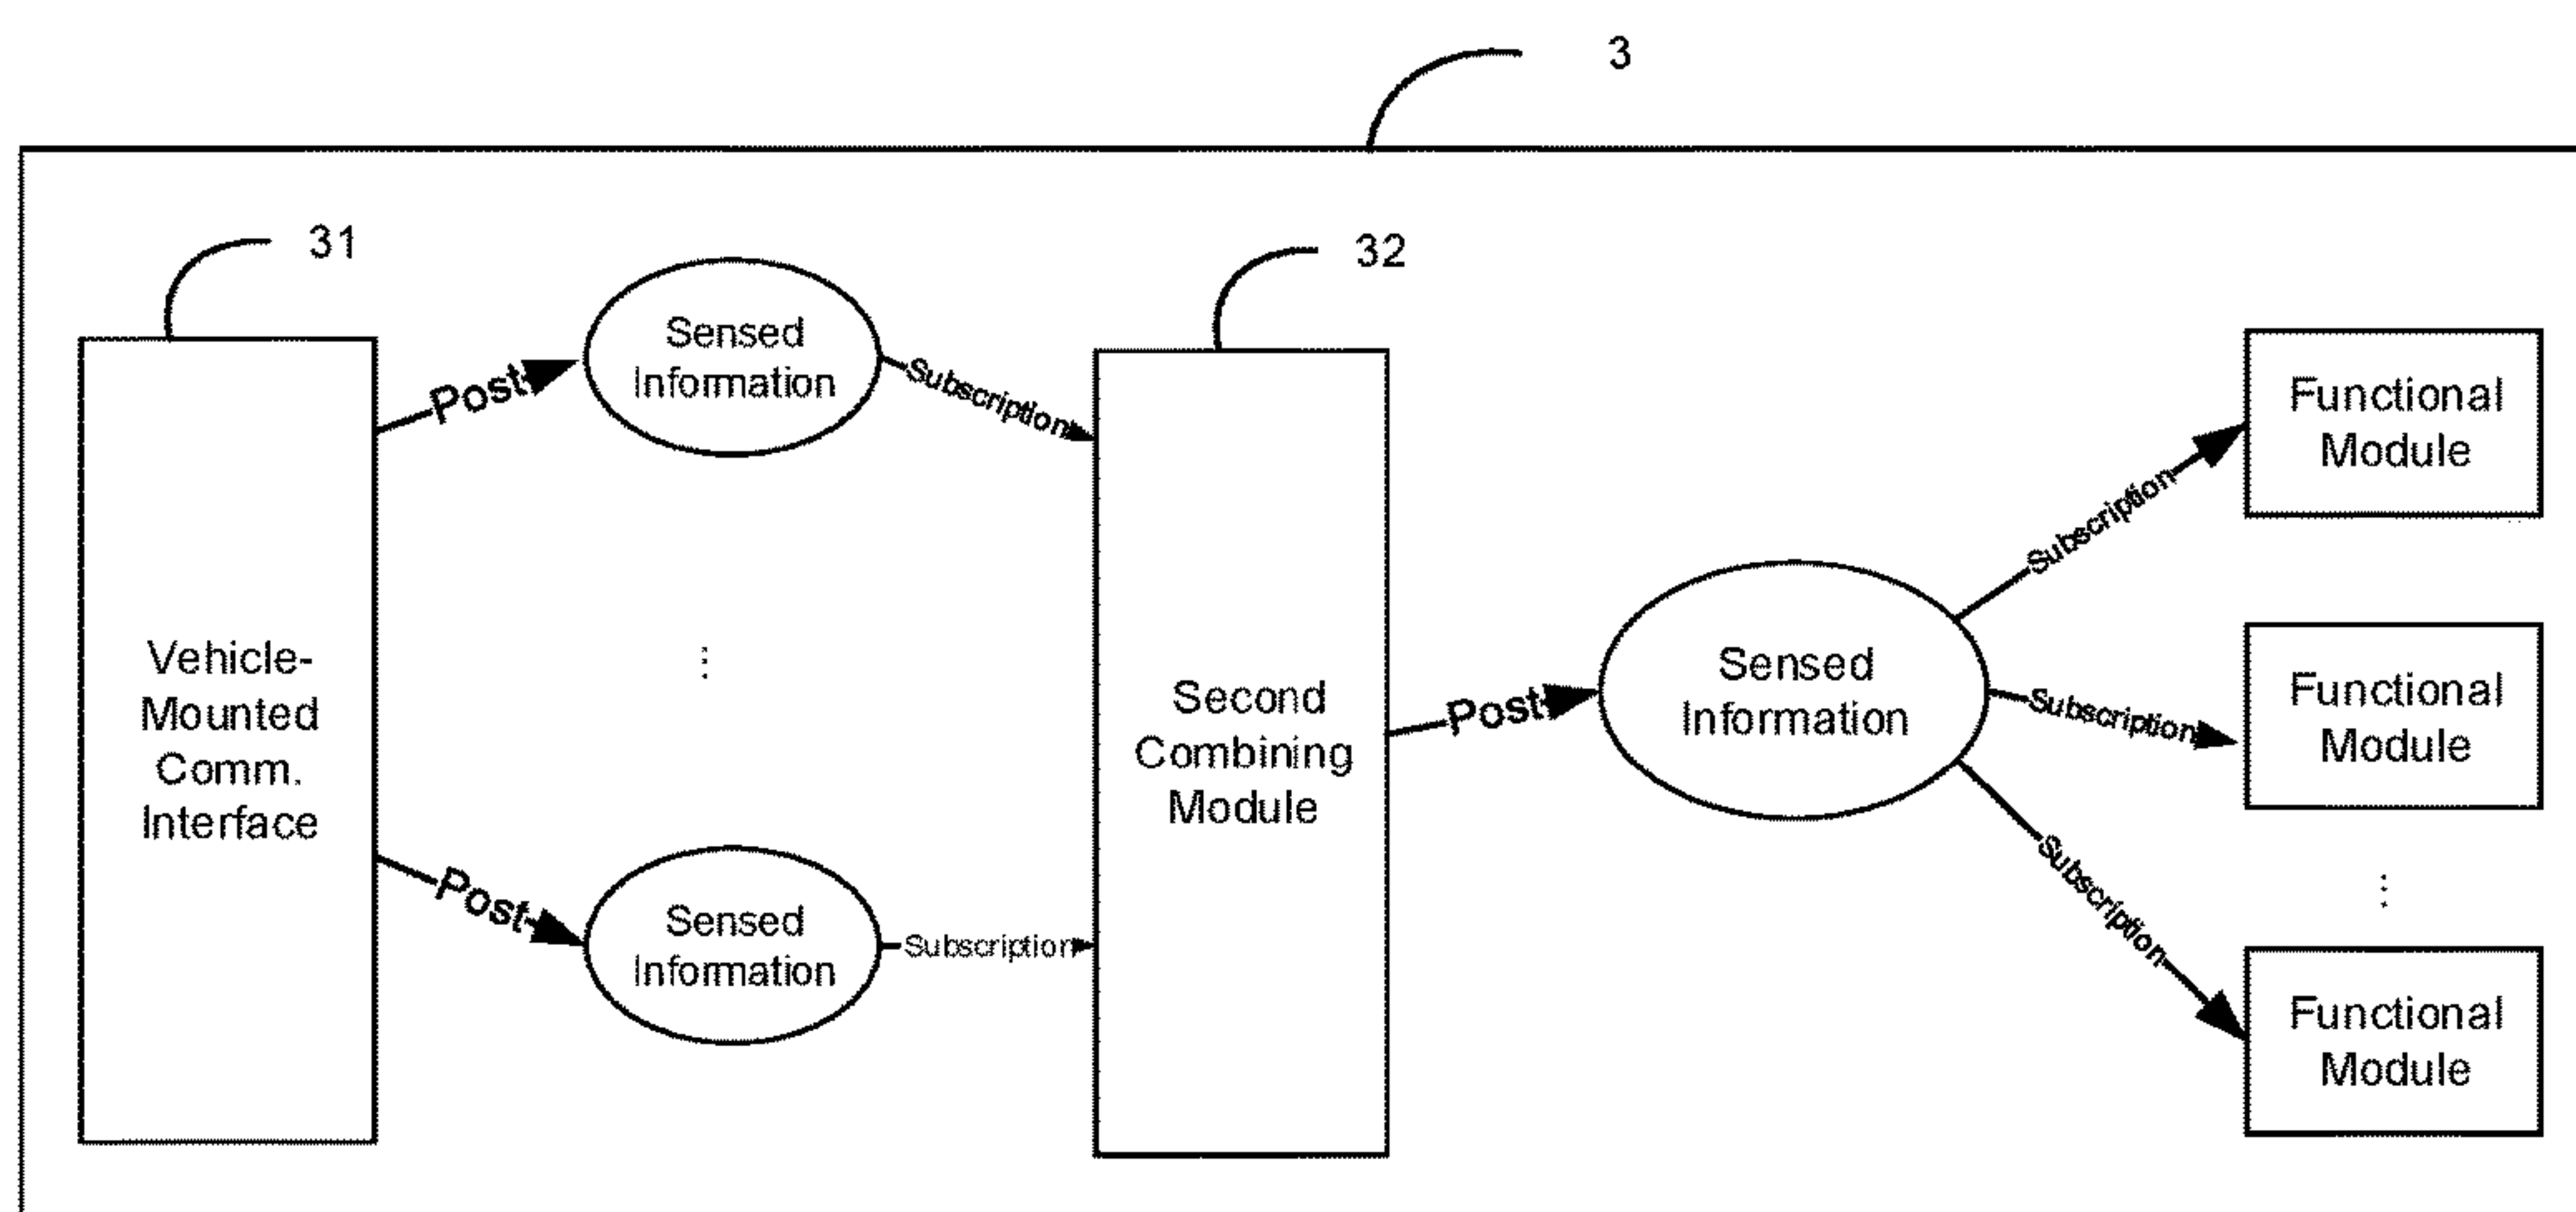 3
31
32
Sensed
Information
Post
Subscription
Functional
Module
Subscription
Vehicle-
Mounted
Comm.
Interface
⋮
Second
Combining
Module
Post
Sensed
Information
Subscription
Functional
Module
Post
Sensed
Information
Subscription
Subscription
⋮
Functional
Module